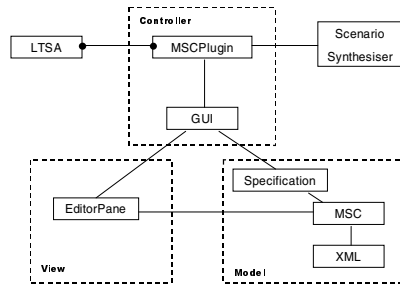 Controller
LTSA
MSCPlugin
Scenario
Synthesiser
GUI
Specification
EditorPane
MSC
XML
View
Model